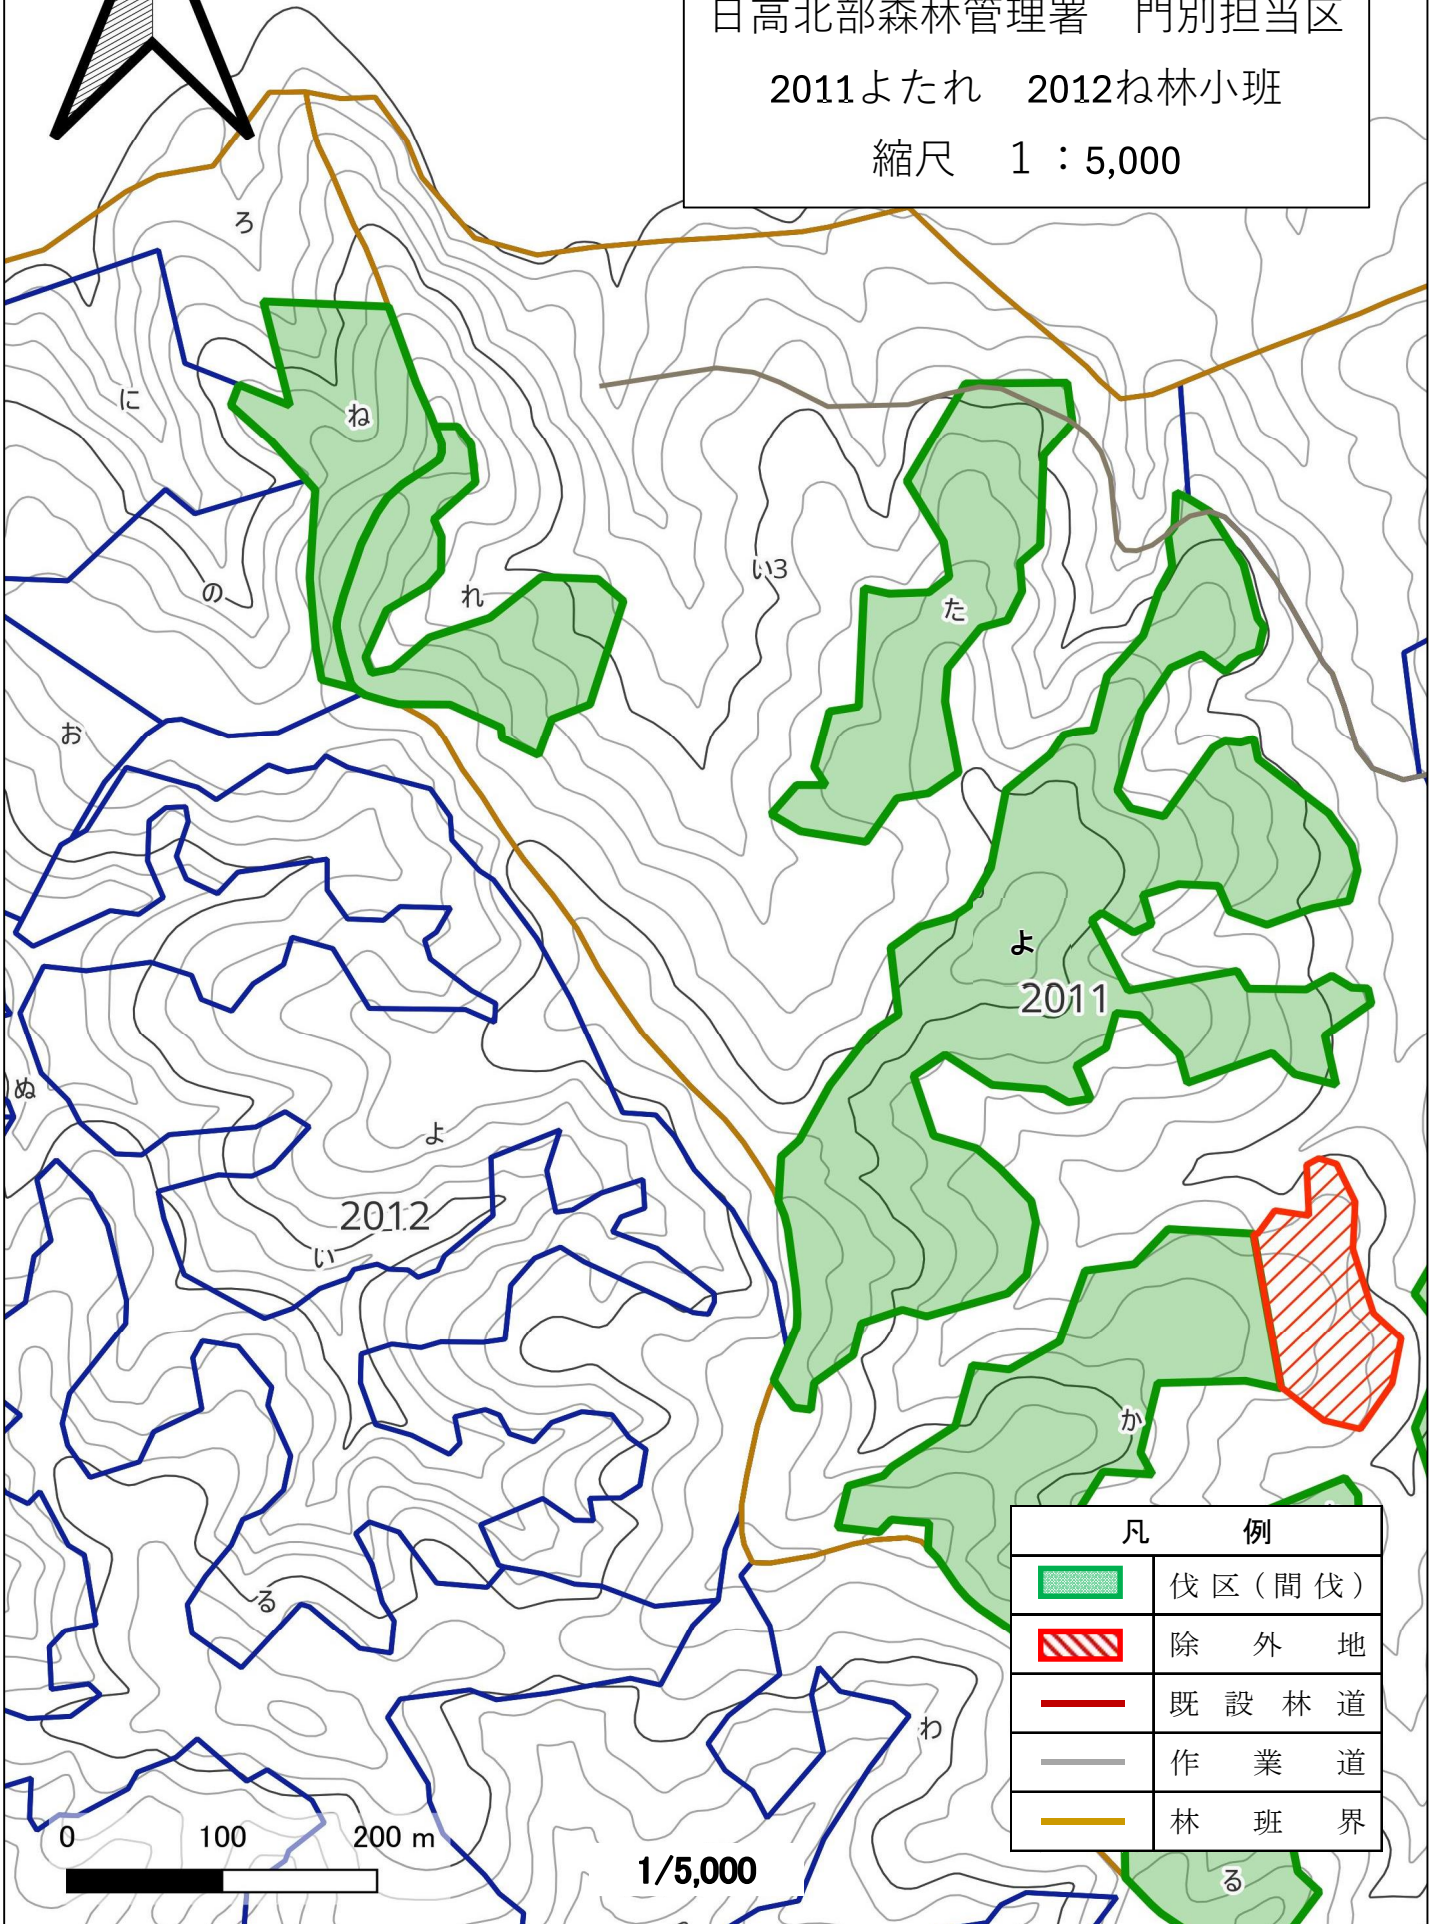 日高北部森林管理署　門別担当区
2011よたれ　2012ね林小班
縮尺　1：5,000
ろ
に
ね
の
れ
い3
た
お
よ
2011
ぬ
よ
2012
い
か
る
わ
る
凡　例
伐区（間伐）
除外地
既設林道
作業道
林班界
0　100　200 m
1/5,000